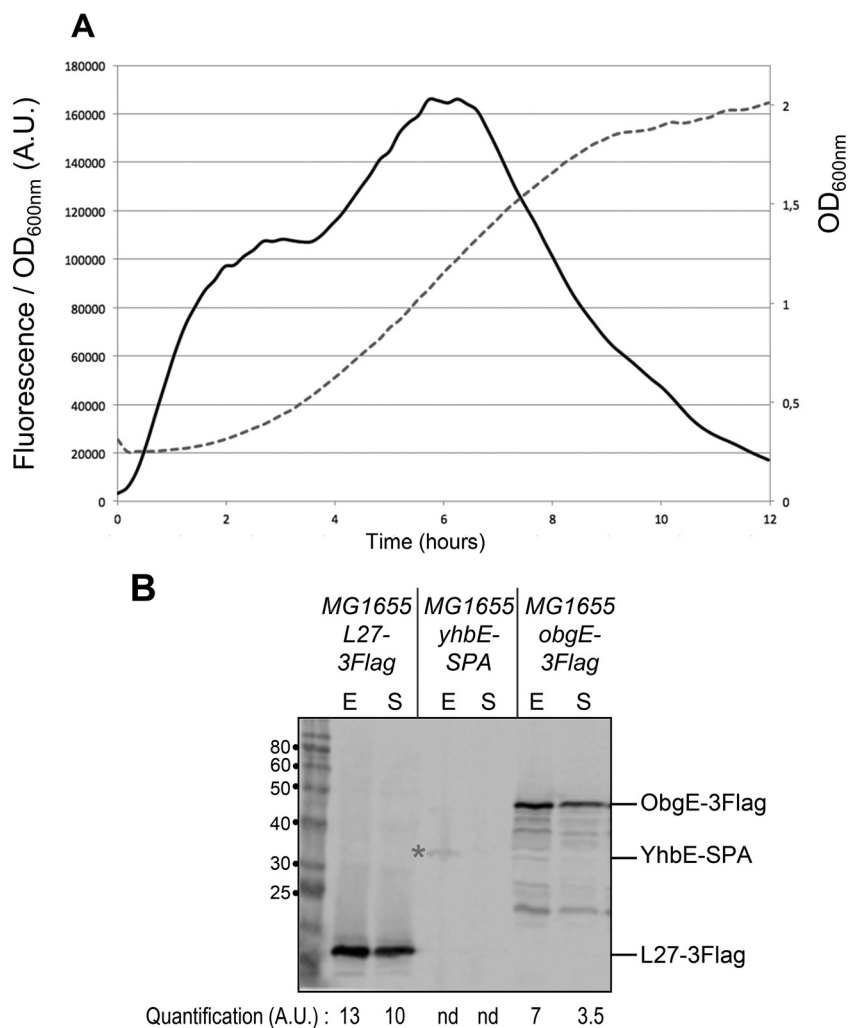 A
Fluorescence / OD600nm (A.U.)
180000
160000
140000
120000
100000
80000
60000
40000
20000
0
2
1,5
1
0,5
0
OD600nm
0 2 4 6 8 10 12
Time (hours)
B
MG1655 MG1655 MG1655
L27- yhbE- obgE-
3Flag SPA 3Flag
E S E S E S
80
60
50
40
30
25
*
ObgE-3Flag
YhbE-SPA
L27-3Flag
Quantification (A.U.) : 13 10 nd nd 7 3.5